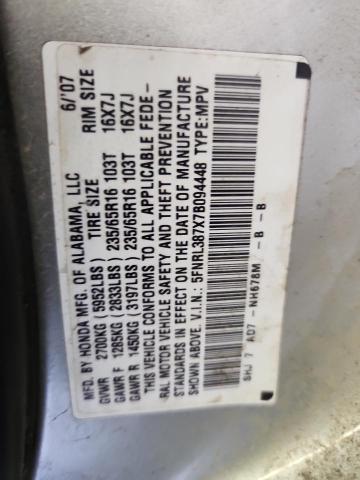 MFD. BY HONDA MFG. OF ALABAMA, LLC 6/'07
TIRE SIZE RIM SIZE
GVWR 2700KG (5952LBS)
GAWR F 1285KG (2833LBS) 235/65R16 103T 16X7J
GAWR R 1450KG (3197LBS) 235/65R16 103T 16X7J
THIS VEHICLE CONFORMS TO ALL APPLICABLE FEDE-
RAL MOTOR VEHICLE SAFETY AND THEFT PREVENTION
STANDARDS IN EFFECT ON THE DATE OF MANUFACTURE
SHOWN ABOVE. V.I.N.: 5FNRL387X7B094448 TYPE:MPV
SHJ 7 AD7 - NH678M - B - B